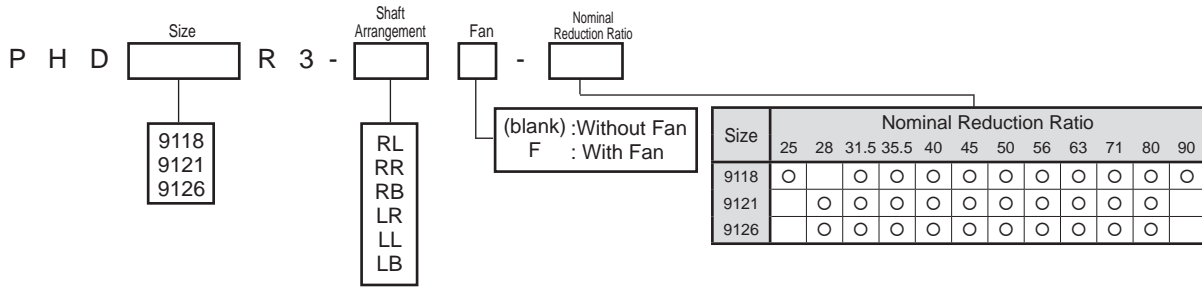 Size
Shaft
Arrangement
Fan
Nominal
Reduction Ratio
P H D R 3 - -
9118
9121
9126
RL
RR
RB
LR
LL
LB
(blank) :Without Fan
F : With Fan
Size Nominal Reduction Ratio
25 28 31.5 35.5 40 45 50 56 63 71 80 90
9118 O O O O O O O O O O O
9121 O O O O O O O O O O
9126 O O O O O O O O O O